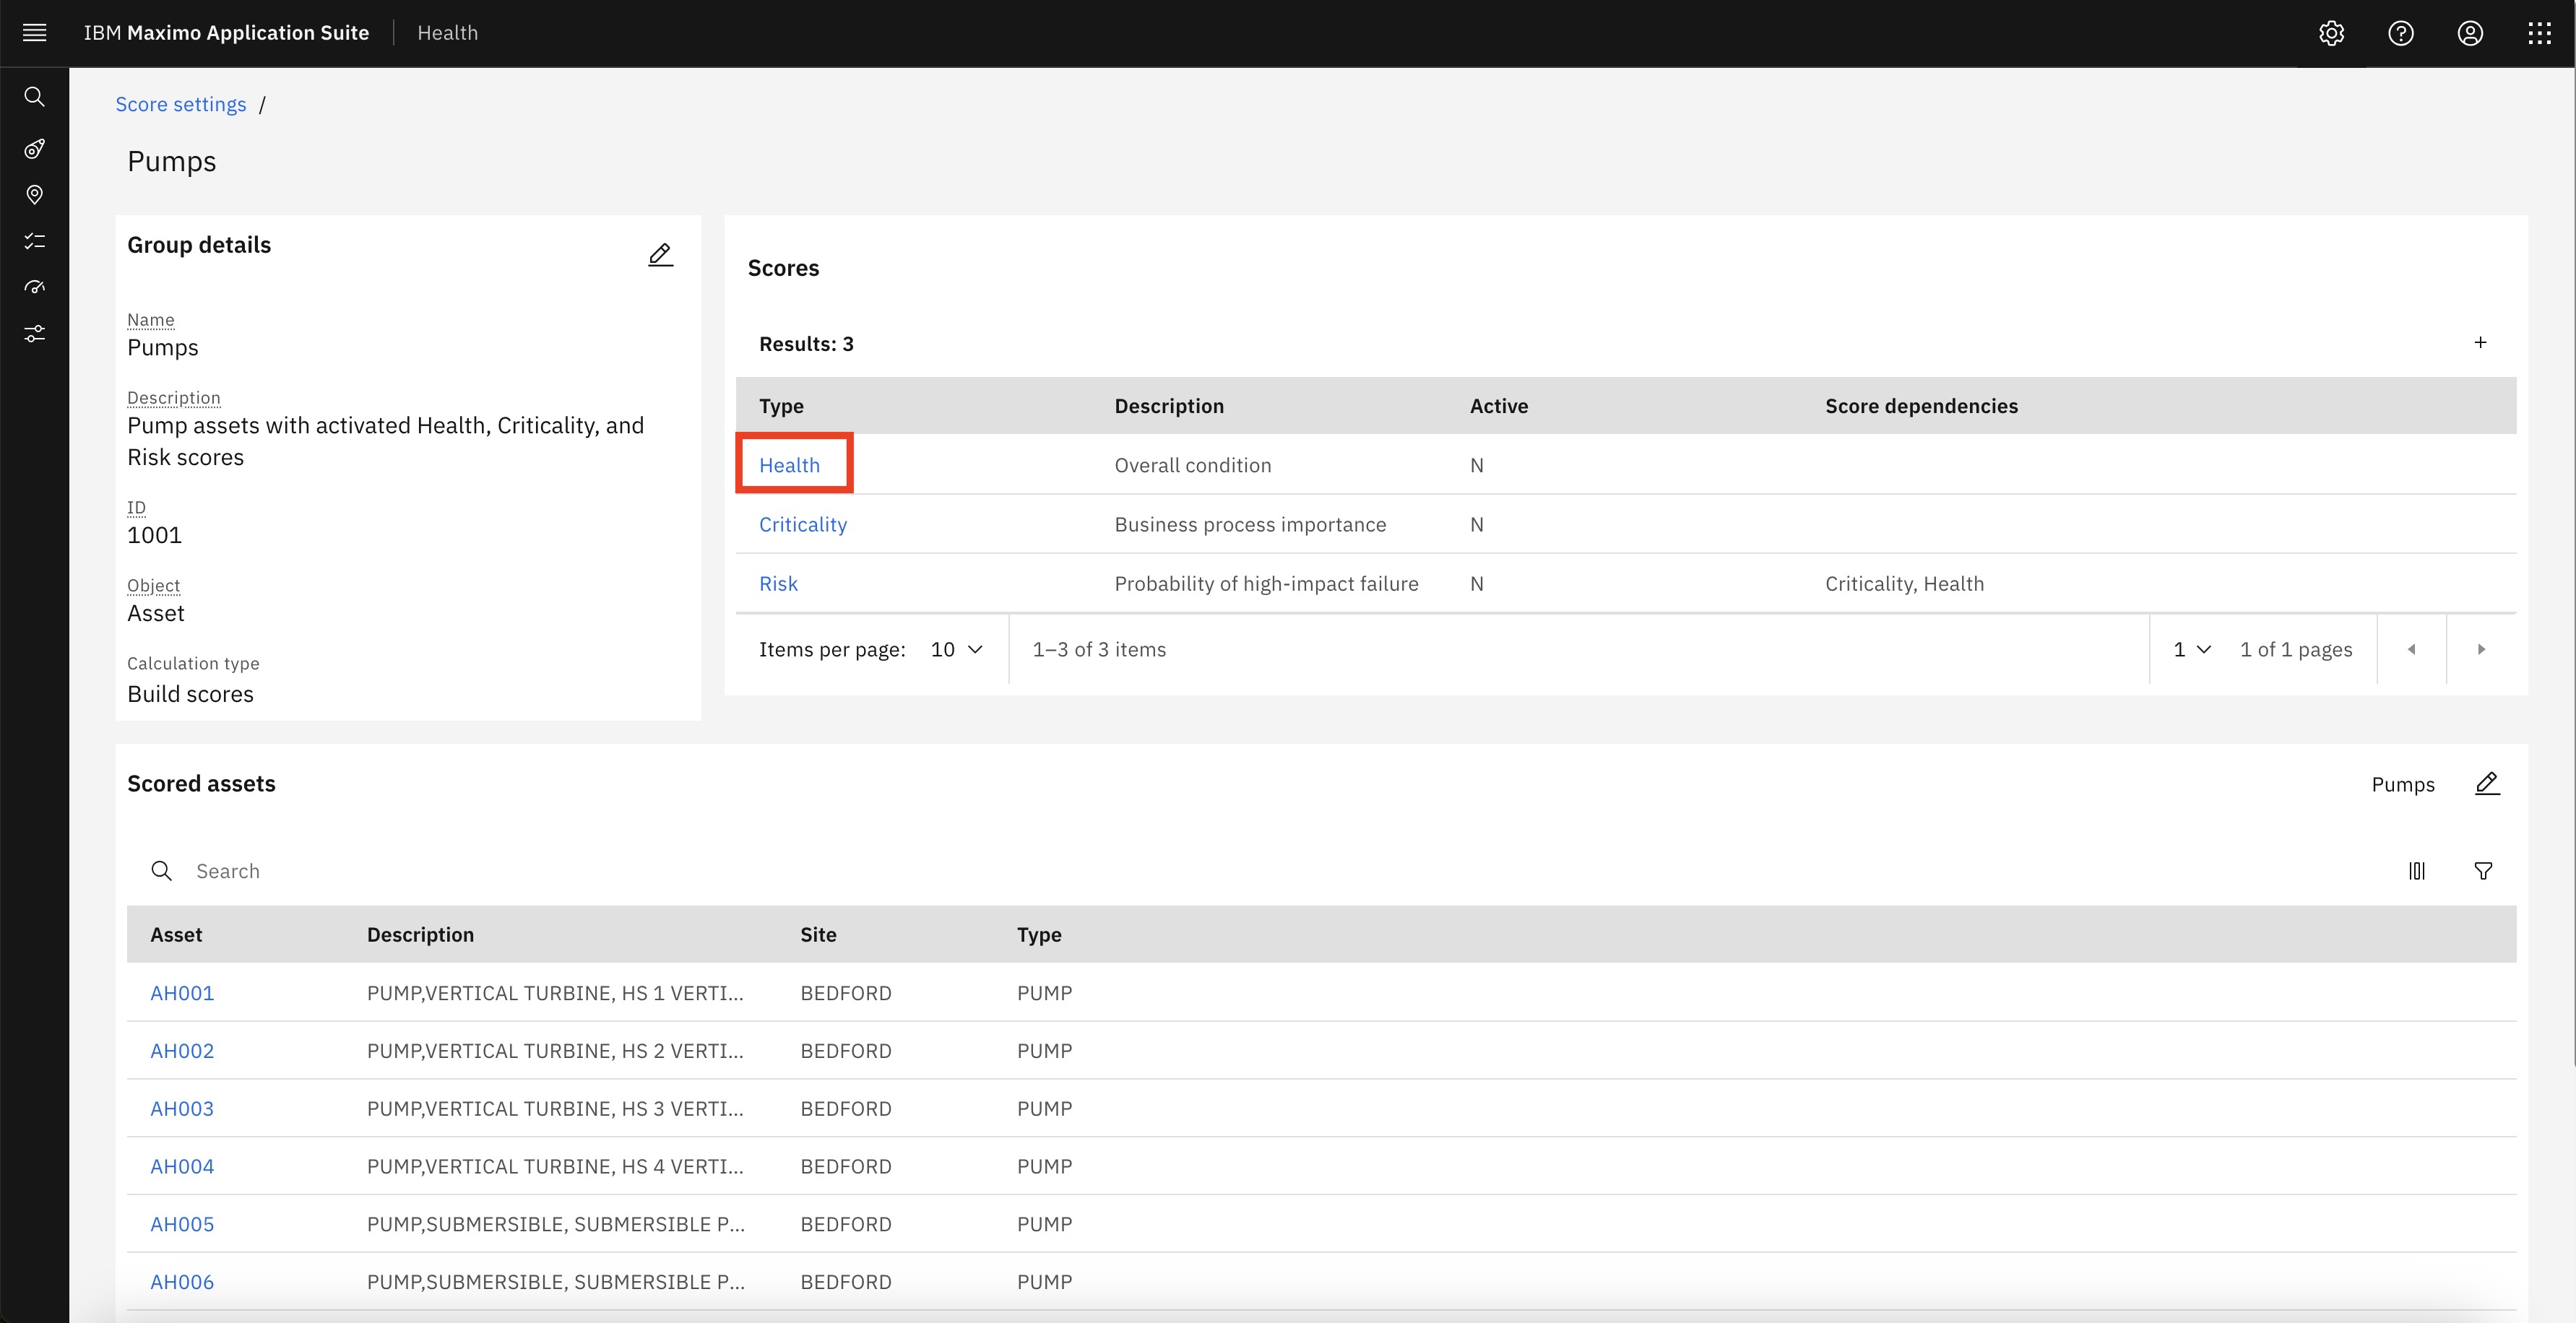 IBM Maximo Application Suite Health
Score settings /
Pumps
Group details
Name
Pumps
Description
Pump assets with activated Health, Criticality, and
Risk scores
ID
1001
Object
Asset
Calculation type
Build scores
Scores
Results: 3
Type Description Active Score dependencies
Health Overall condition N
Criticality Business process importance N
Risk Probability of high-impact failure N Criticality, Health
Items per page: 10 1–3 of 3 items 1 1 of 1 pages
Scored assets Pumps
Search
Asset Description Site Type
AH001 PUMP,VERTICAL TURBINE, HS 1 VERTI... BEDFORD PUMP
AH002 PUMP,VERTICAL TURBINE, HS 2 VERTI... BEDFORD PUMP
AH003 PUMP,VERTICAL TURBINE, HS 3 VERTI... BEDFORD PUMP
AH004 PUMP,VERTICAL TURBINE, HS 4 VERTI... BEDFORD PUMP
AH005 PUMP,SUBMERSIBLE, SUBMERSIBLE P... BEDFORD PUMP
AH006 PUMP,SUBMERSIBLE, SUBMERSIBLE P... BEDFORD PUMP